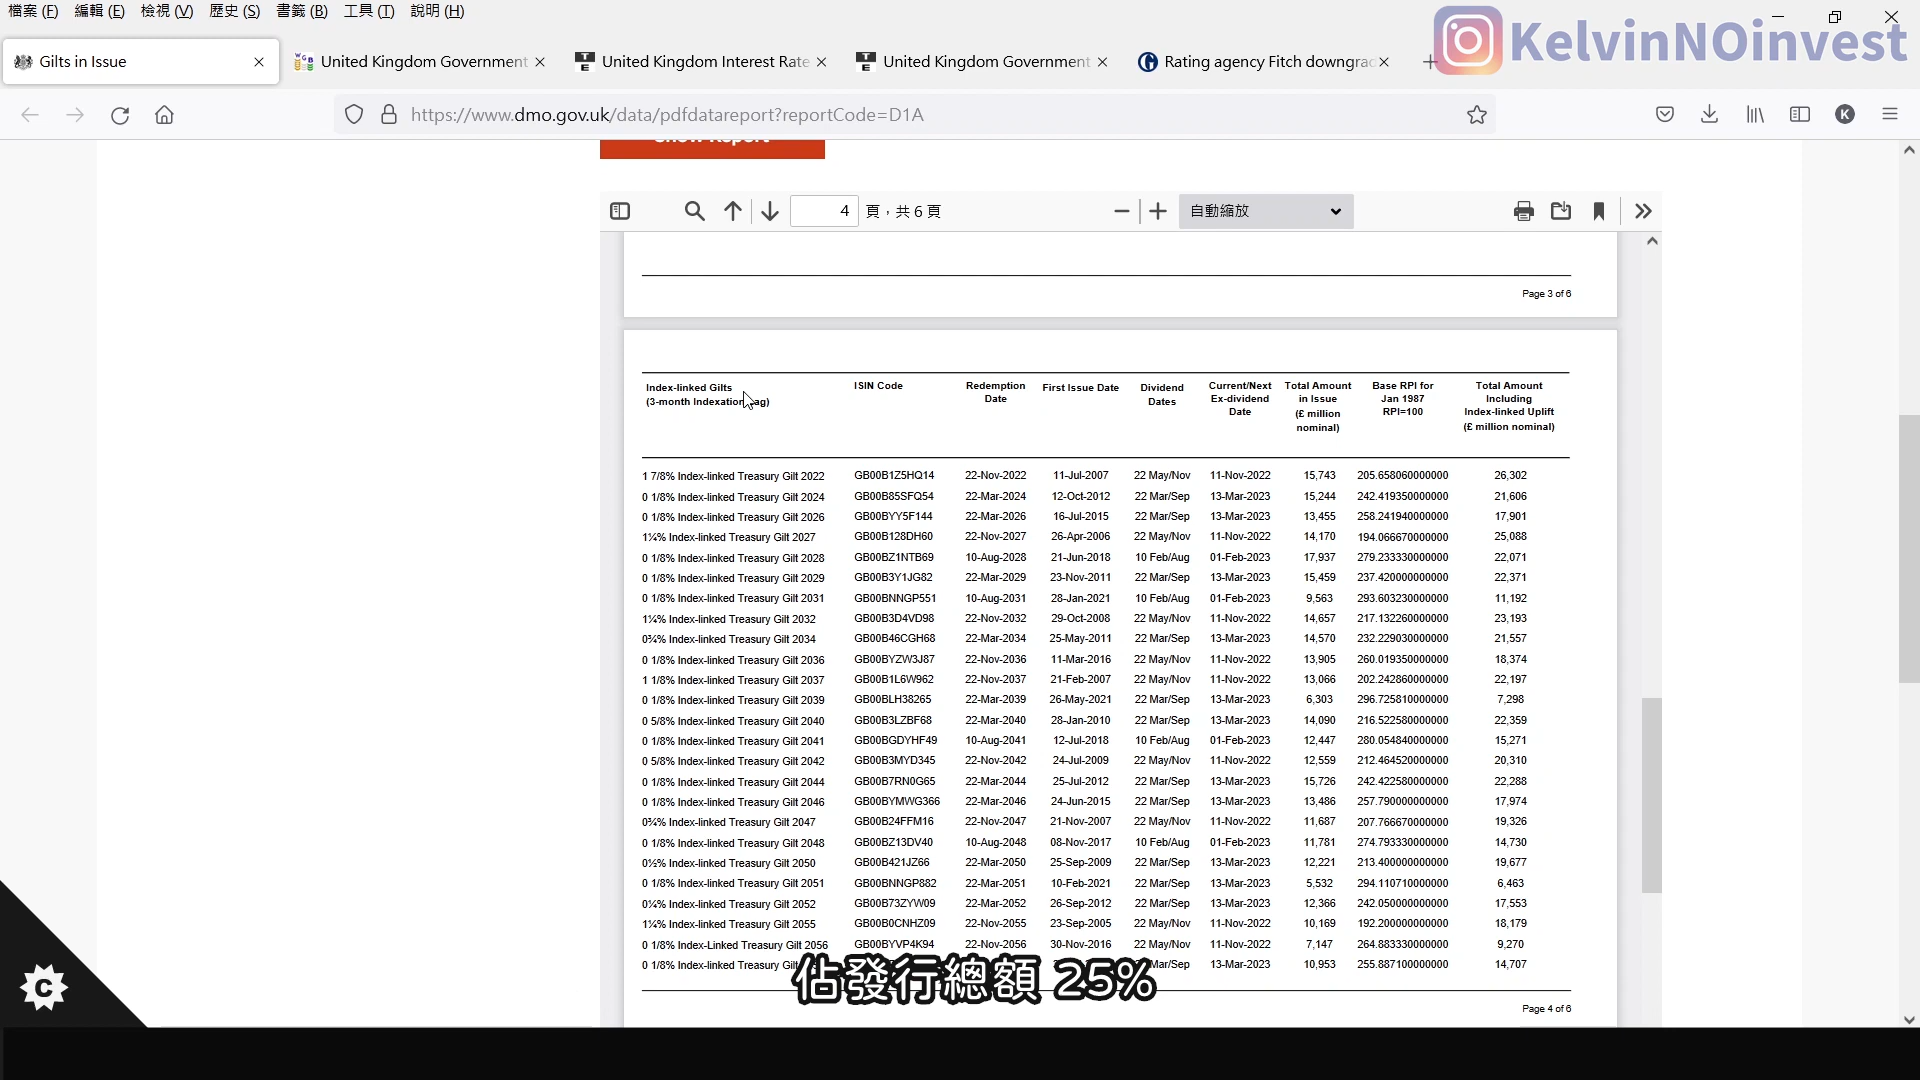 檔案 (F) 編輯 (E) 檢視 (V) 歷史 (S) 書籤 (B) 工具 (T) 說明 (H)
KelvinNOinvest
Gilts in Issue United Kingdom Government United Kingdom Interest Rate United Kingdom Government Rating agency Fitch downgrad
https://www.dmo.gov.uk/data/pdfdatareport?reportCode=D1A K
Show Report
4 頁，共 6 頁 自動縮放
Page 3 of 6
Index-linked Gilts ISIN Code Redemption First Issue Date Dividend Current/Next Total Amount Base RPI for Total Amount
(3-month Indexation Lag) Date Dates Ex-dividend in Issue Jan 1987 Including
Date (£ million RPI=100 Index-linked Uplift
nominal) (£ million nominal)
1 7/8% Index-linked Treasury Gilt 2022 GB00B1Z5HQ14 22-Nov-2022 11-Jul-2007 22 May/Nov 11-Nov-2022 15,743 205.658060000000 26,302
0 1/8% Index-linked Treasury Gilt 2024 GB00B85SFQ54 22-Mar-2024 12-Oct-2012 22 Mar/Sep 13-Mar-2023 15,244 242.419350000000 21,606
0 1/8% Index-linked Treasury Gilt 2026 GB00BYY5F144 22-Mar-2026 16-Jul-2015 22 Mar/Sep 13-Mar-2023 13,455 258.241940000000 17,901
1¼% Index-linked Treasury Gilt 2027 GB00B128DH60 22-Nov-2027 26-Apr-2006 22 May/Nov 11-Nov-2022 14,170 194.066670000000 25,088
0 1/8% Index-linked Treasury Gilt 2028 GB00BZ1NTB69 10-Aug-2028 21-Jun-2018 10 Feb/Aug 01-Feb-2023 17,937 279.233330000000 22,071
0 1/8% Index-linked Treasury Gilt 2029 GB00B3Y1JG82 22-Mar-2029 23-Nov-2011 22 Mar/Sep 13-Mar-2023 15,459 237.420000000000 22,371
0 1/8% Index-linked Treasury Gilt 2031 GB00BNNGP551 10-Aug-2031 28-Jan-2021 10 Feb/Aug 01-Feb-2023 9,563 293.603230000000 11,192
1¼% Index-linked Treasury Gilt 2032 GB00B3D4VD98 22-Nov-2032 29-Oct-2008 22 May/Nov 11-Nov-2022 14,657 217.132260000000 23,193
0¾% Index-linked Treasury Gilt 2034 GB00B46CGH68 22-Mar-2034 25-May-2011 22 Mar/Sep 13-Mar-2023 14,570 232.229030000000 21,557
0 1/8% Index-linked Treasury Gilt 2036 GB00BYZW3J87 22-Nov-2036 11-Mar-2016 22 May/Nov 11-Nov-2022 13,905 260.019350000000 18,374
1 1/8% Index-linked Treasury Gilt 2037 GB00B1L6W962 22-Nov-2037 21-Feb-2007 22 May/Nov 11-Nov-2022 13,066 202.242860000000 22,197
0 1/8% Index-linked Treasury Gilt 2039 GB00BLH38265 22-Mar-2039 26-May-2021 22 Mar/Sep 13-Mar-2023 6,303 296.725810000000 7,298
0 5/8% Index-linked Treasury Gilt 2040 GB00B3LZBF68 22-Mar-2040 28-Jan-2010 22 Mar/Sep 13-Mar-2023 14,090 216.522580000000 22,359
0 1/8% Index-linked Treasury Gilt 2041 GB00BGDYHF49 10-Aug-2041 12-Jul-2018 10 Feb/Aug 01-Feb-2023 12,447 280.054840000000 15,271
0 5/8% Index-linked Treasury Gilt 2042 GB00B3MYD345 22-Nov-2042 24-Jul-2009 22 May/Nov 11-Nov-2022 12,559 212.464520000000 20,310
0 1/8% Index-linked Treasury Gilt 2044 GB00B7RN0G65 22-Mar-2044 25-Jul-2012 22 Mar/Sep 13-Mar-2023 15,726 242.422580000000 22,288
0 1/8% Index-linked Treasury Gilt 2046 GB00BYMWG366 22-Mar-2046 24-Jun-2015 22 Mar/Sep 13-Mar-2023 13,486 257.790000000000 17,974
0¾% Index-linked Treasury Gilt 2047 GB00B24FFM16 22-Nov-2047 21-Nov-2007 22 May/Nov 11-Nov-2022 11,687 207.766670000000 19,326
0 1/8% Index-linked Treasury Gilt 2048 GB00BZ13DV40 10-Aug-2048 08-Nov-2017 10 Feb/Aug 01-Feb-2023 11,781 274.793330000000 14,730
0½% Index-linked Treasury Gilt 2050 GB00B421JZ66 22-Mar-2050 25-Sep-2009 22 Mar/Sep 13-Mar-2023 12,221 213.400000000000 19,677
0 1/8% Index-linked Treasury Gilt 2051 GB00BNNGP882 22-Mar-2051 10-Feb-2021 22 Mar/Sep 13-Mar-2023 5,532 294.110710000000 6,463
0¼% Index-linked Treasury Gilt 2052 GB00B73ZYW09 22-Mar-2052 26-Sep-2012 22 Mar/Sep 13-Mar-2023 12,366 242.050000000000 17,553
1¼% Index-linked Treasury Gilt 2055 GB00B0CNHZ09 22-Nov-2055 23-Sep-2005 22 May/Nov 11-Nov-2022 10,169 192.200000000000 18,179
0 1/8% Index-Linked Treasury Gilt 2056 GB00BYVP4K94 22-Nov-2056 30-Nov-2016 22 May/Nov 11-Nov-2022 7,147 264.883330000000 9,270
0 1/8% Index-linked Treasury Gilt Mar/Sep 13-Mar-2023 10,953 255.887100000000 14,707
佔發行總額 25%
Page 4 of 6